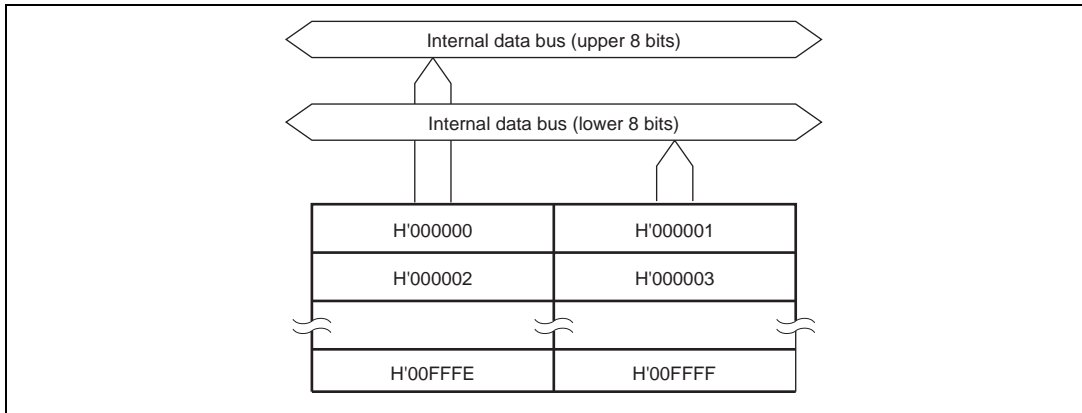 Internal data bus (upper 8 bits)
Internal data bus (lower 8 bits)
H'000000 H'000001
H'000002 H'000003
H'00FFFE H'00FFFF